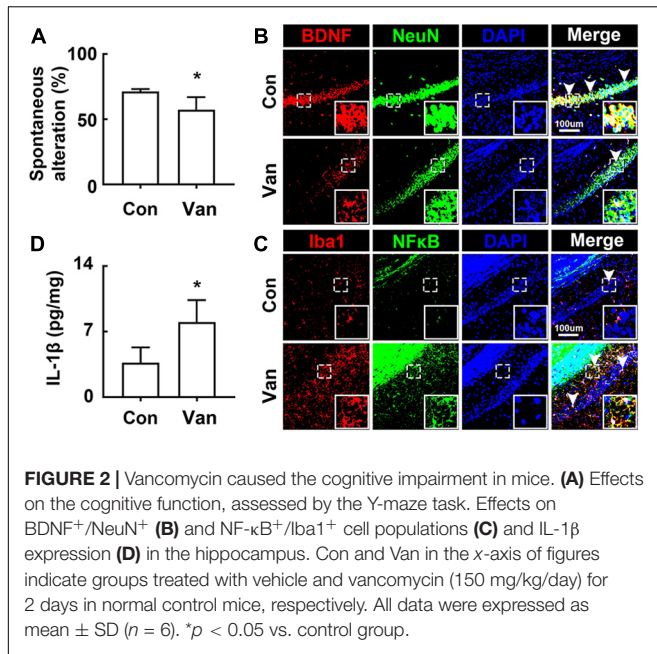 A
Spontaneous
alteration (%)
100
50
0
*
Con
Van
B
BDNF
NeuN
DAPI
Merge
Con
100um
Van
D
IL-1β (pg/mg)
14
7
0
*
Con
Van
C
Iba1
NFκB
DAPI
Merge
Con
100um
Van
FIGURE 2 | Vancomycin caused the cognitive impairment in mice. (A) Effects
on the cognitive function, assessed by the Y-maze task. Effects on
BDNF⁺/NeuN⁺ (B) and NF-κB⁺/Iba1⁺ cell populations (C) and IL-1β
expression (D) in the hippocampus. Con and Van in the x-axis of figures
indicate groups treated with vehicle and vancomycin (150 mg/kg/day) for
2 days in normal control mice, respectively. All data were expressed as
mean ± SD (n = 6). *p < 0.05 vs. control group.